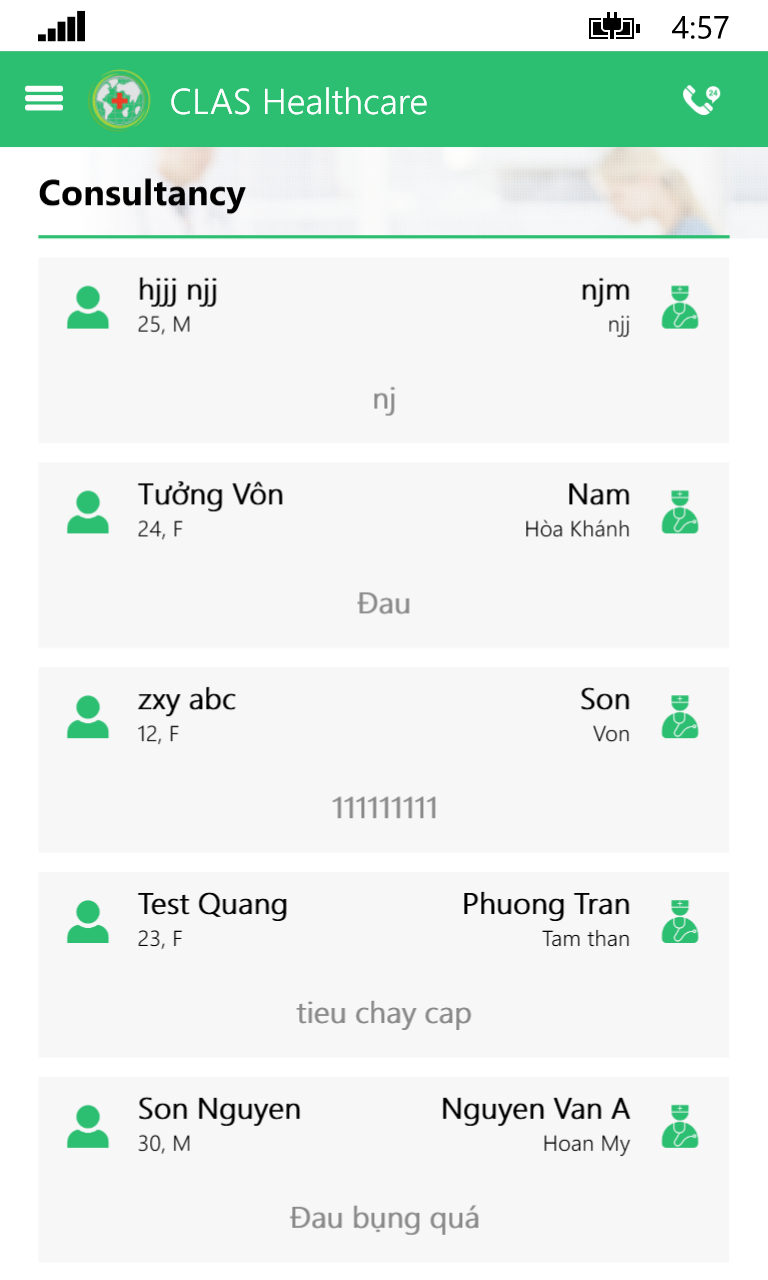 4:57
CLAS Healthcare
24
Consultancy
hjjj njj njm
25, M njj
nj
Tưởng Vôn Nam
24, F Hòa Khánh
Đau
zxy abc Son
12, F Von
111111111
Test Quang Phuong Tran
23, F Tam than
tieu chay cap
Son Nguyen Nguyen Van A
30, M Hoan My
Đau bụng quá